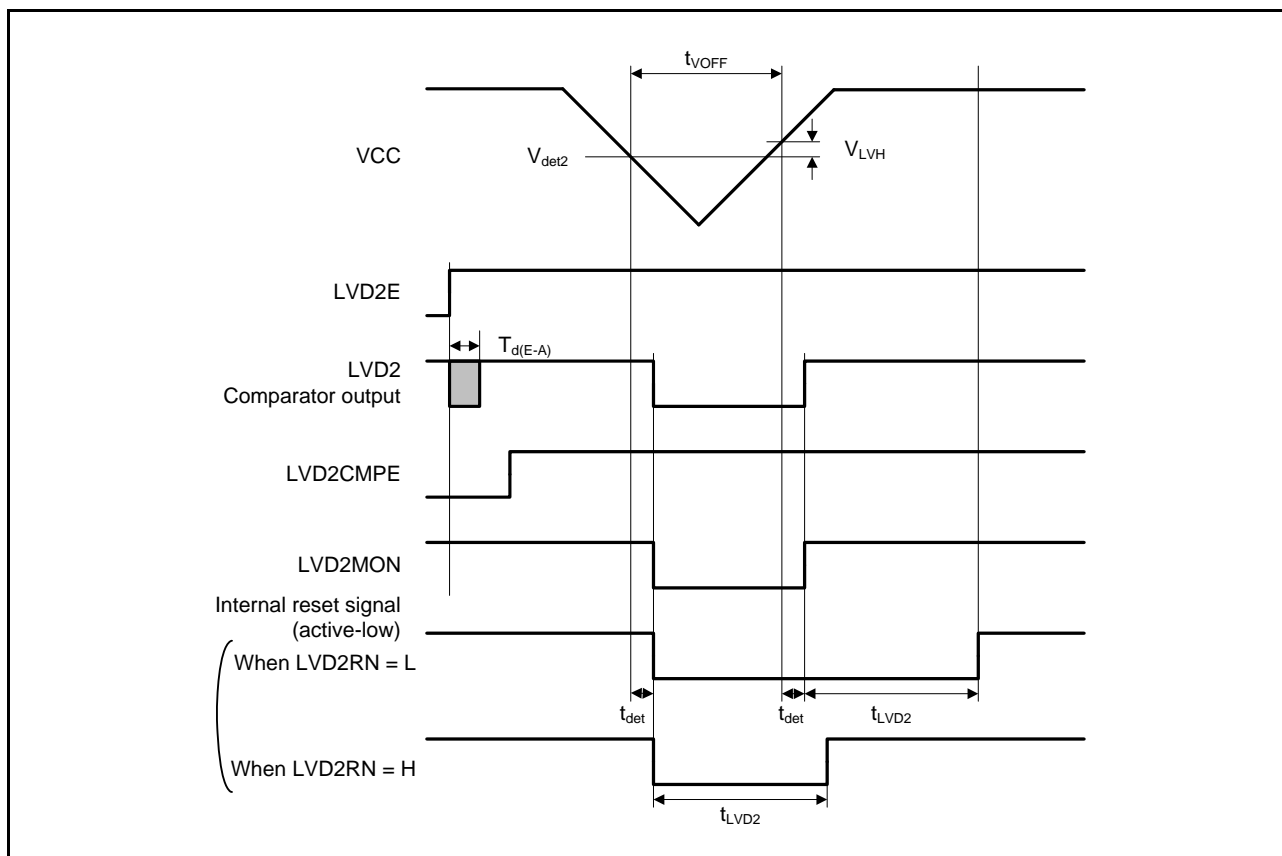 tVOFF
VCC
Vdet2
VLVH
LVD2E
Td(E-A)
LVD2
Comparator output
LVD2CMPE
LVD2MON
Internal reset signal
(active-low)
When LVD2RN = L
tdet
tdet
tLVD2
When LVD2RN = H
tLVD2